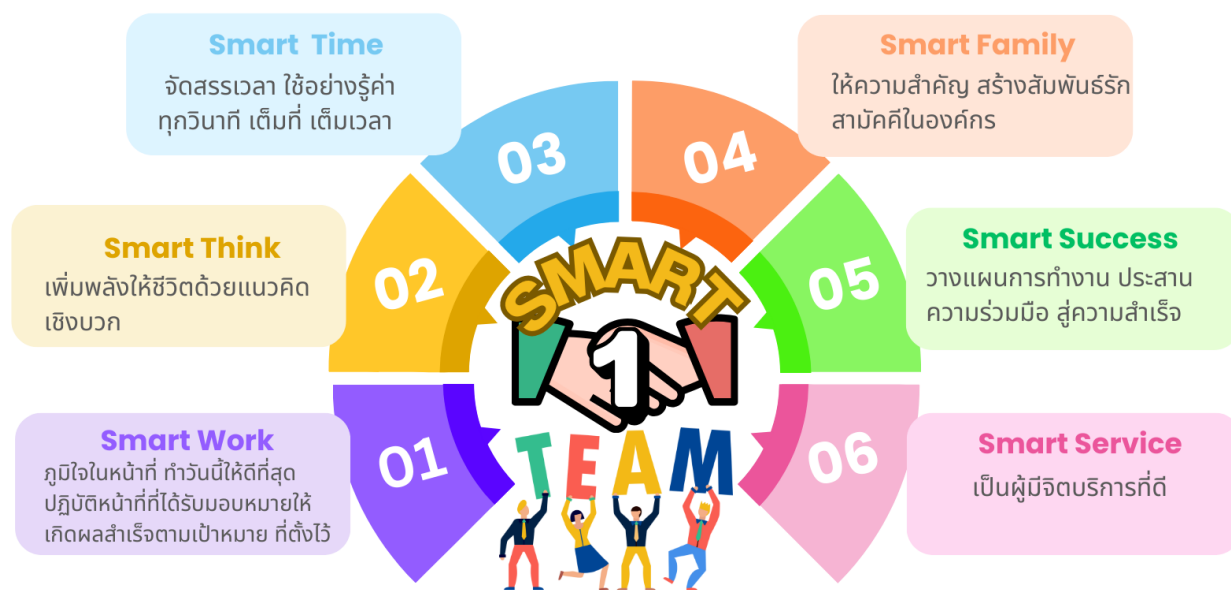 Smart Time
จัดสรรเวลา ใช้อย่างรู้ค่า
ทุกวินาที เต็มที่ เต็มเวลา
03
Smart Family
ให้ความสำคัญ สร้างสัมพันธ์รัก
สามัคคีในองค์กร
04
Smart Think
เพิ่มพลังให้ชีวิตด้วยแนวคิด
เชิงบวก
02
Smart Success
วางแผนการทำงาน ประสาน
ความร่วมมือ สู่ความสำเร็จ
05
SMART
1
TEAM
Smart Work
ภูมิใจในหน้าที่ ทำวันนี้ให้ดีที่สุด
ปฏิบัติหน้าที่ที่ได้รับมอบหมายให้
เกิดผลสำเร็จตามเป้าหมาย ที่ตั้งไว้
01
Smart Service
เป็นผู้มีจิตบริการที่ดี
06